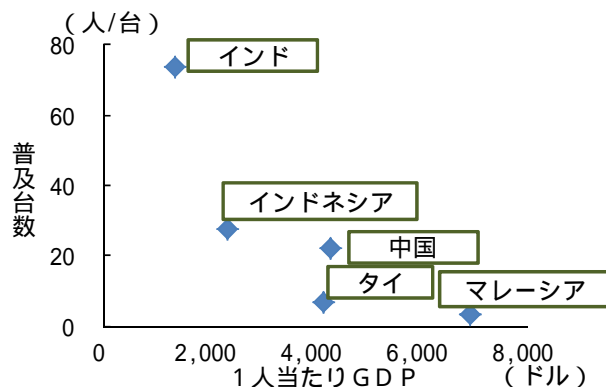 （人/台）
80
インド
60
普及台数
40
インドネシア
20
中国
タイ
マレーシア
0
0 2,000 4,000 6,000 8,000
１人当たりＧＤＰ （ドル）